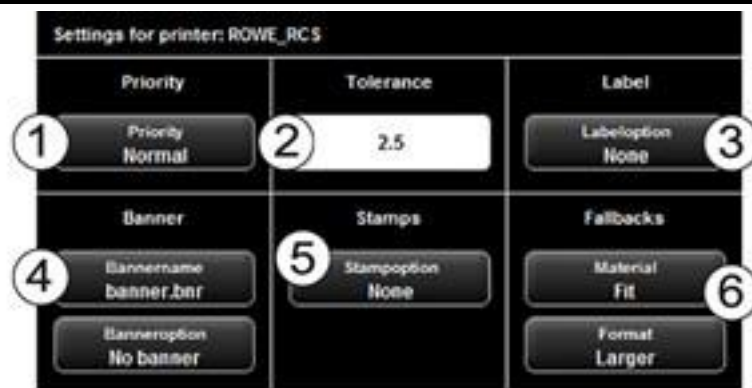 Settings for printer: ROWE_RCS
Priority
Tolerance
Label
1
Priority
Normal
2
2.5
Labeloption
None
3
Banner
Stamps
Fallbacks
4
Bannername
banner.bnr
5
Stampoption
None
Material
Fit
6
Banneroption
No banner
Format
Larger